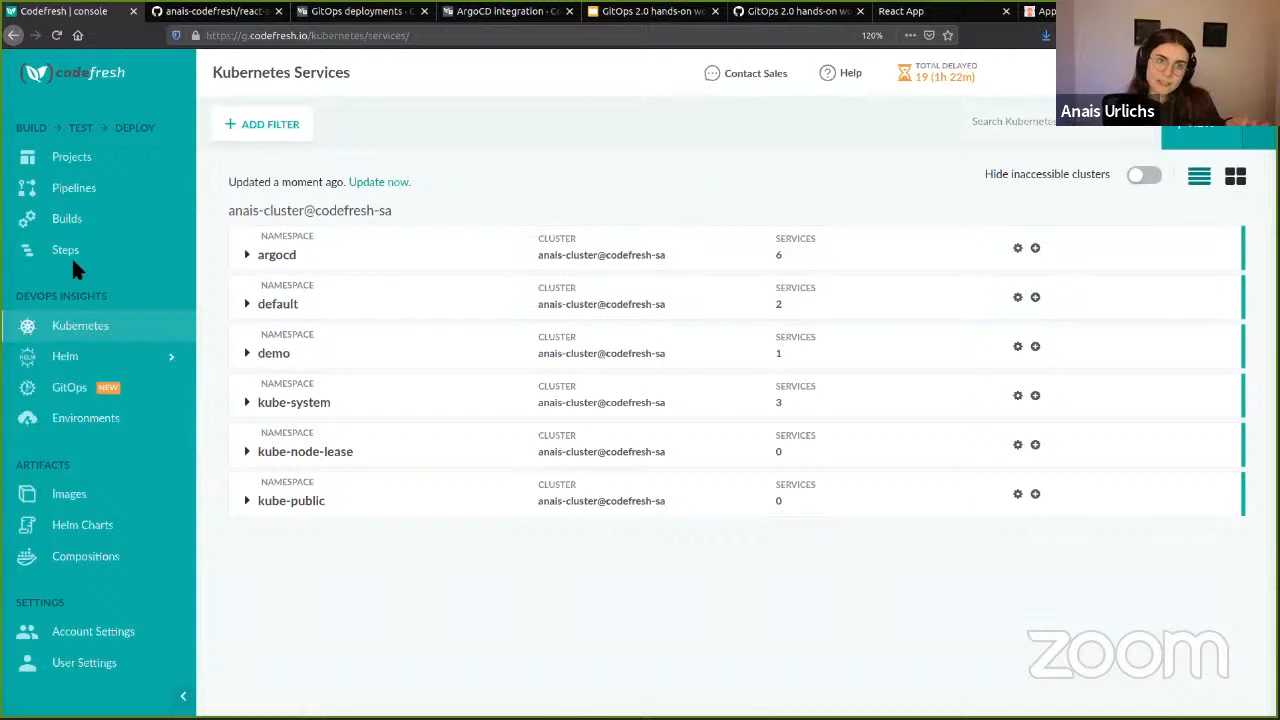 Codefresh | console
anais-codefresh/react-a
GitOps deployments - C
ArgoCD integration - Co
GitOps 2.0 hands-on wo
GitOps 2.0 hands-on wo
React App
App
https://g.codefresh.io/kubernetes/services/
120%
codefresh
Kubernetes Services
Contact Sales
Help
TOTAL DELAYED
19 (1h 22m)
Anais Urlichs
BUILD → TEST → DEPLOY
Projects
Pipelines
Builds
Steps
DEVOPS INSIGHTS
Kubernetes
Helm
GitOps NEW
Environments
ARTIFACTS
Images
Helm Charts
Compositions
SETTINGS
Account Settings
User Settings
+ ADD FILTER
Search Kubernetes
Updated a moment ago. Update now.
Hide inaccessible clusters
anais-cluster@codefresh-sa
NAMESPACE CLUSTER SERVICES
argocd anais-cluster@codefresh-sa 6
NAMESPACE CLUSTER SERVICES
default anais-cluster@codefresh-sa 2
NAMESPACE CLUSTER SERVICES
demo anais-cluster@codefresh-sa 1
NAMESPACE CLUSTER SERVICES
kube-system anais-cluster@codefresh-sa 3
NAMESPACE CLUSTER SERVICES
kube-node-lease anais-cluster@codefresh-sa 0
NAMESPACE CLUSTER SERVICES
kube-public anais-cluster@codefresh-sa 0
zoom